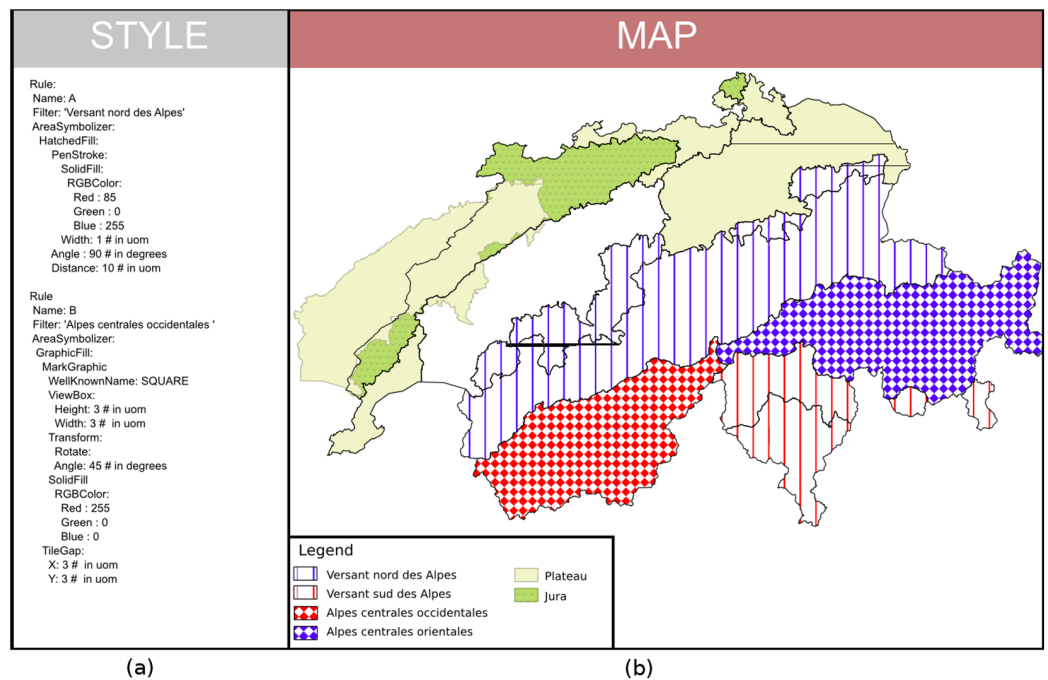 STYLE
MAP
Rule:
Name: A
Filter: 'Versant nord des Alpes'
AreaSymbolizer:
HatchedFill:
PenStroke:
SolidFill:
RGBColor:
Red : 85
Green : 0
Blue : 255
Width: 1 # in uom
Angle : 90 # in degrees
Distance: 10 # in uom
Rule
Name: B
Filter: 'Alpes centrales occidentales '
AreaSymbolizer:
GraphicFill:
MarkGraphic
WellKnownName: SQUARE
ViewBox:
Height: 3 # in uom
Width: 3 # in uom
Transform:
Rotate:
Angle: 45 # in degrees
SolidFill
RGBColor:
Red : 255
Green : 0
Blue : 0
TileGap:
X: 3 # in uom
Y: 3 # in uom
Legend
Versant nord des Alpes
Versant sud des Alpes
Alpes centrales occidentales
Alpes centrales orientales
Plateau
Jura
(a)
(b)